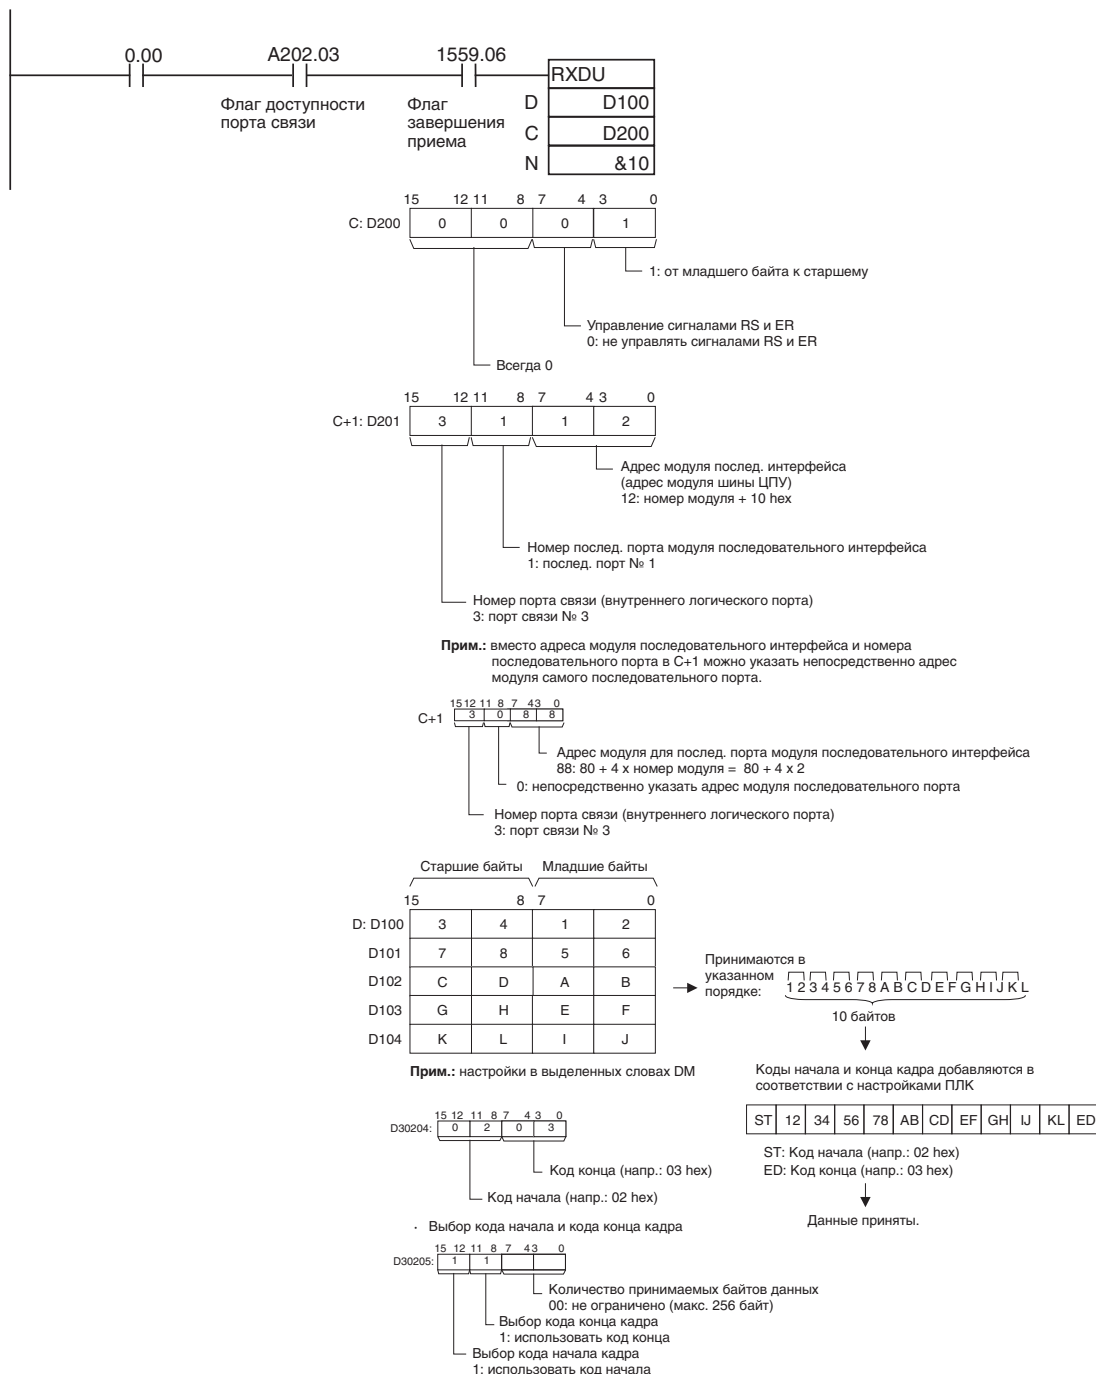 0.00 A202.03 1559.06
RXDU
Флаг доступности
порта связи
Флаг
завершения
приема
D D100
C D200
N &10
15 12 11 8 7 4 3 0
C: D200 0 0 0 1
1: от младшего байта к старшему
Управление сигналами RS и ER
0: не управлять сигналами RS и ER
Всегда 0
15 12 11 8 7 4 3 0
C+1: D201 3 1 1 2
Адрес модуля послед. интерфейса
(адрес модуля шины ЦПУ)
12: номер модуля + 10 hex
Номер послед. порта модуля последовательного интерфейса
1: послед. порт № 1
Номер порта связи (внутреннего логического порта)
3: порт связи № 3
Прим.: вместо адреса модуля последовательного интерфейса и номера
последовательного порта в C+1 можно указать непосредственно адрес
модуля самого последовательного порта.
15 12 11 8 7 4 3 0
C+1 3 0 8 8
Адрес модуля для послед. порта модуля последовательного интерфейса
88: 80 + 4 x номер модуля = 80 + 4 x 2
0: непосредственно указать адрес модуля последовательного порта
Номер порта связи (внутреннего логического порта)
3: порт связи № 3
Старшие байты Младшие байты
15 8 7 0
D: D100 3 4 1 2
D101 7 8 5 6
D102 C D A B
D103 G H E F
D104 K L I J
Принимаются в
указанном
порядке:
1 2 3 4 5 6 7 8 A B C D E F G H I J K L
10 байтов
Прим.: настройки в выделенных словах DM
Коды начала и конца кадра добавляются в
соответствии с настройками ПЛК
ST 12 34 56 78 AB CD EF GH IJ KL ED
ST: Код начала (напр.: 02 hex)
ED: Код конца (напр.: 03 hex)
Данные приняты.
15 12 11 8 7 4 3 0
D30204: 0 2 0 3
Код конца (напр.: 03 hex)
Код начала (напр.: 02 hex)
· Выбор кода начала и кода конца кадра
15 12 11 8 7 4 3 0
D30205: 1 1
Количество принимаемых байтов данных
00: не ограничено (макс. 256 байт)
Выбор кода конца кадра
1: использовать код конца
Выбор кода начала кадра
1: использовать код начала